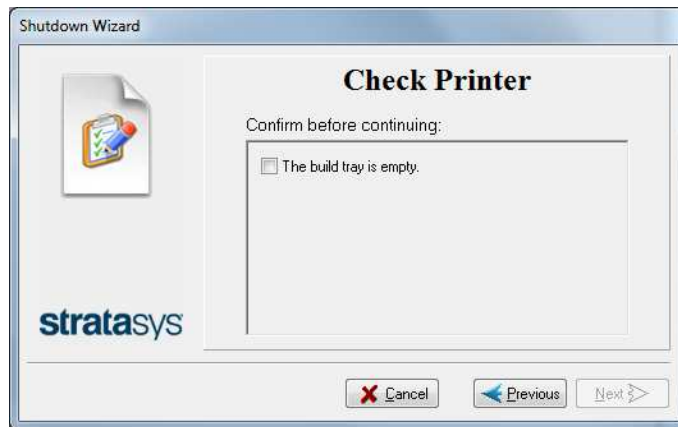 Shutdown Wizard
Check Printer
Confirm before continuing:
The build tray is empty.
stratasys
Cancel
Previous
Next